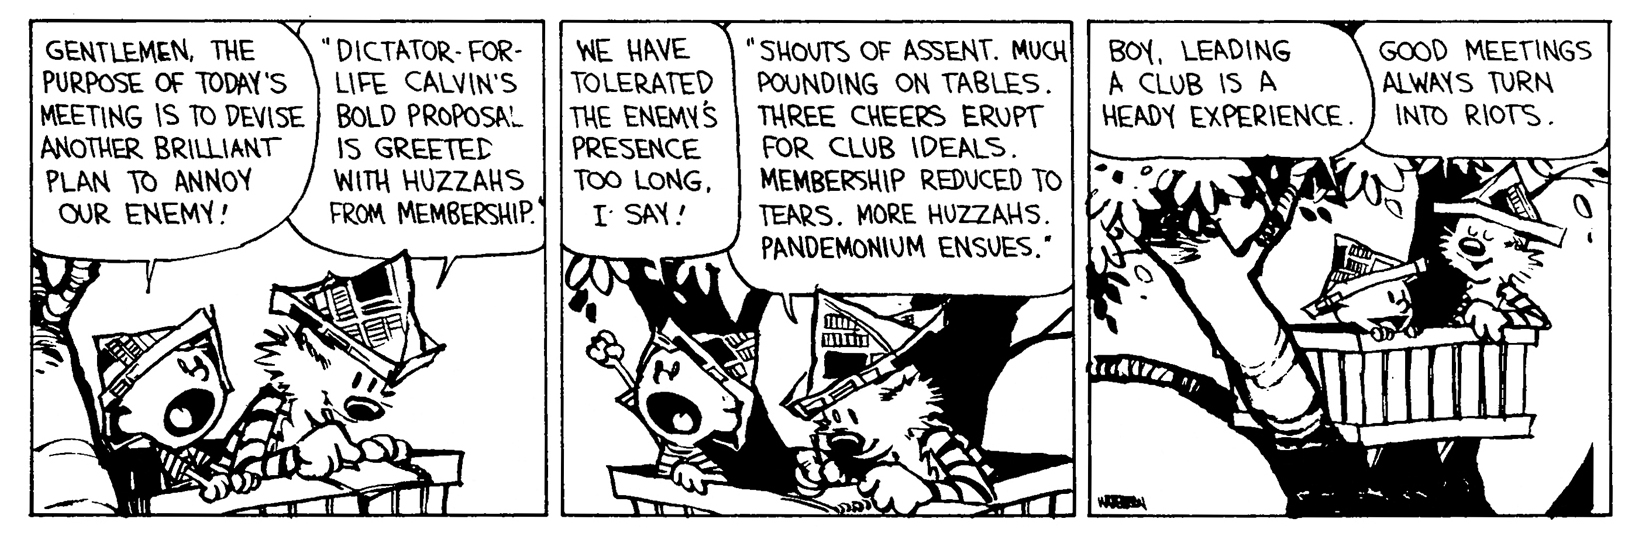 GENTLEMEN, THE
PURPOSE OF TODAY'S
MEETING IS TO DEVISE
ANOTHER BRILLIANT
PLAN TO ANNOY
OUR ENEMY!
"DICTATOR-FOR-
LIFE CALVIN'S
BOLD PROPOSAL
IS GREETED
WITH HUZZAHS
FROM MEMBERSHIP."
WE HAVE
TOLERATED
THE ENEMY'S
PRESENCE
TOO LONG,
I SAY!
"SHOUTS OF ASSENT. MUCH
POUNDING ON TABLES.
THREE CHEERS ERUPT
FOR CLUB IDEALS.
MEMBERSHIP REDUCED TO
TEARS. MORE HUZZAHS.
PANDEMONIUM ENSUES."
BOY, LEADING
A CLUB IS A
HEADY EXPERIENCE.
GOOD MEETINGS
ALWAYS TURN
INTO RIOTS.